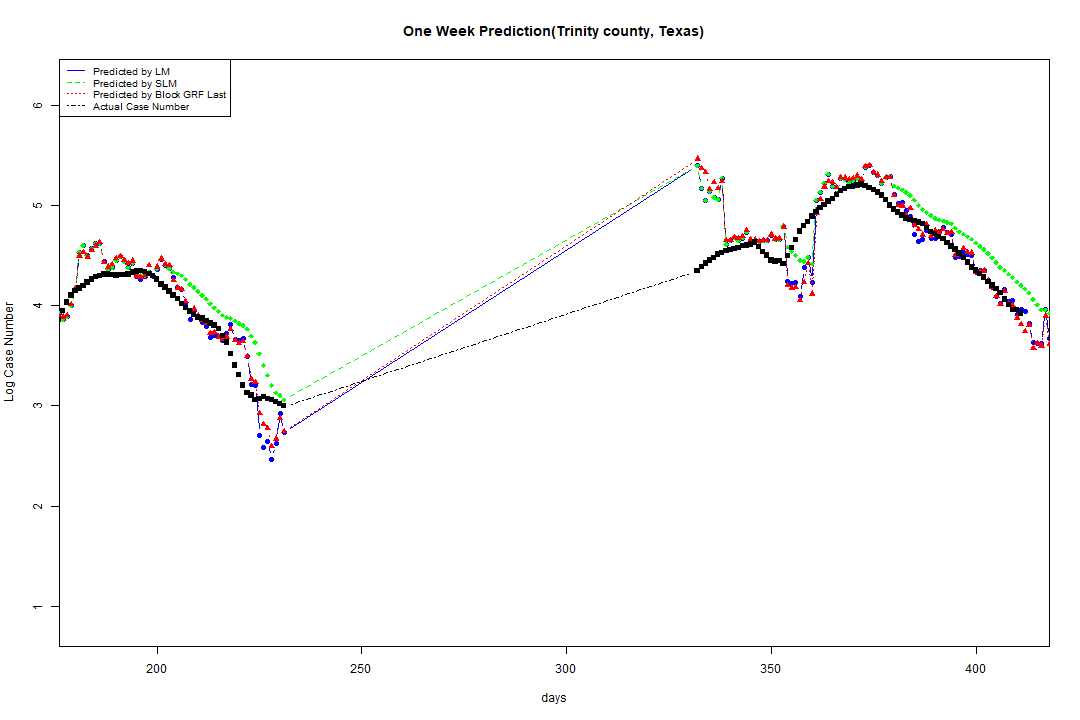 One Week Prediction(Trinity county, Texas)
Predicted by LM
Predicted by SLM
Predicted by Block GRF Last
Actual Case Number
6
5
4
3
2
1
Log Case Number
200
250
300
350
400
days